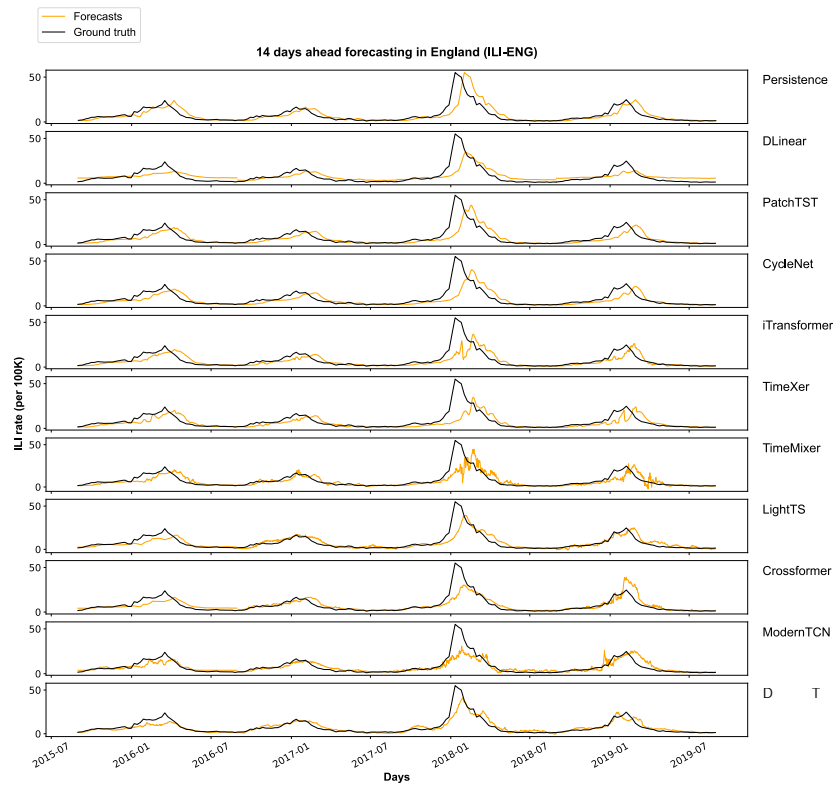 Forecasts
Ground truth
14 days ahead forecasting in England (ILI-ENG)
50
0
Persistence
50
0
DLinear
50
0
PatchTST
50
0
CycleNet
50
0
iTransformer
50
0
TimeXer
50
0
TimeMixer
50
0
LightTS
50
0
Crossformer
50
0
ModernTCN
50
0
D T
ILI rate (per 100K)
2015-07
2016-01
2016-07
2017-01
2017-07
2018-01
2018-07
2019-01
2019-07
Days